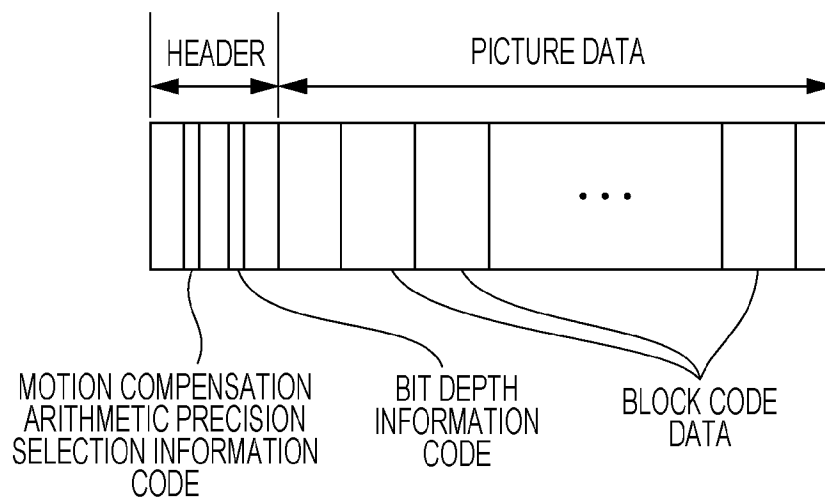 HEADER
PICTURE DATA
...
MOTION COMPENSATION
ARITHMETIC PRECISION
SELECTION INFORMATION
CODE
BIT DEPTH
INFORMATION
CODE
BLOCK CODE
DATA